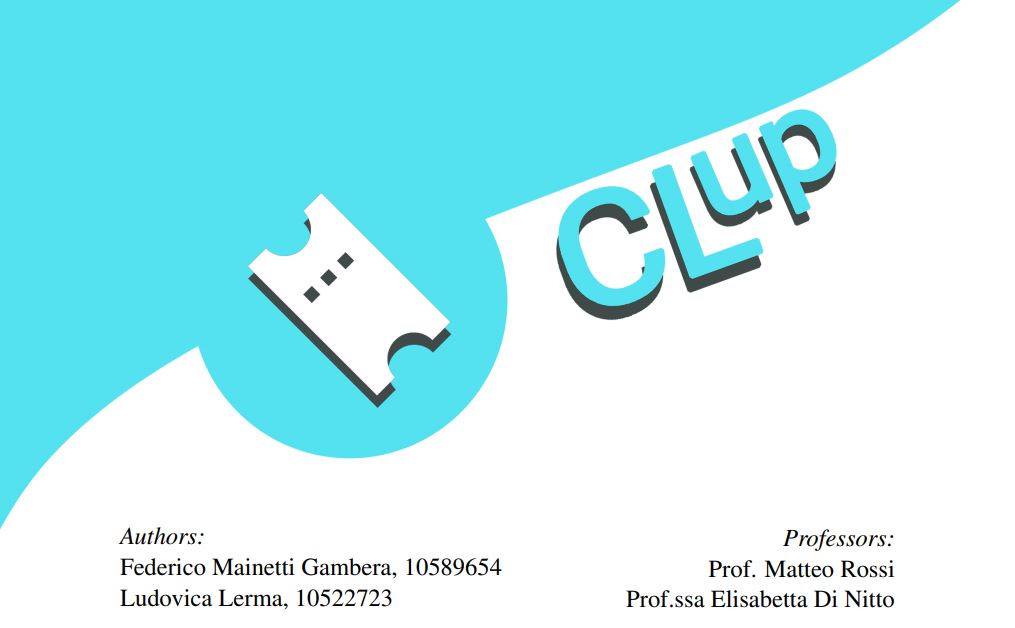 CLup
Authors:
Federico Mainetti Gambera, 10589654
Ludovica Lerma, 10522723
Professors:
Prof. Matteo Rossi
Prof.ssa Elisabetta Di Nitto